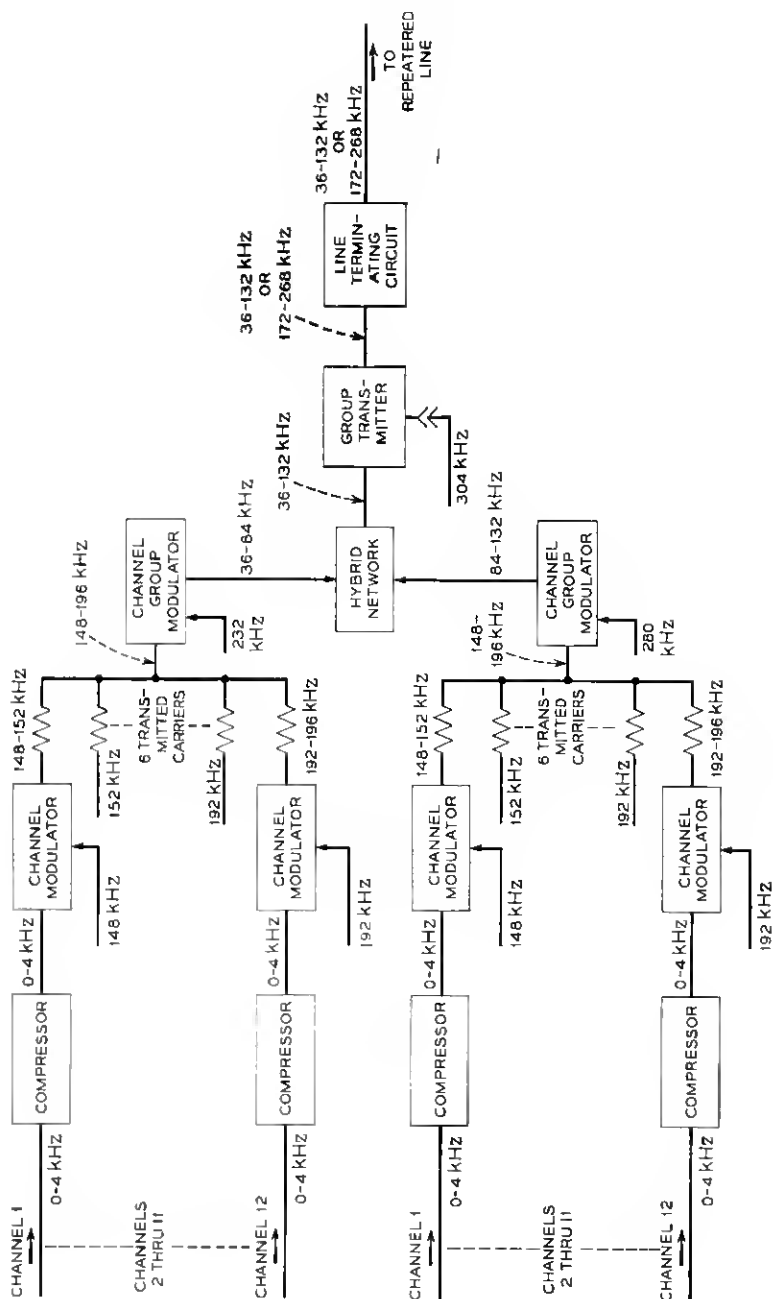 CHANNEL 1
0-4 kHz
COMPRESSOR
0-4 kHz
CHANNEL
MODULATOR
148 kHz
148-152 kHz
152 kHz
6 TRANS-
MITTED
CARRIERS
192 kHz
CHANNELS
2 THRU 11
CHANNEL 12
0-4 kHz
COMPRESSOR
0-4 kHz
CHANNEL
MODULATOR
192 kHz
192-196 kHz
148-196 kHz
CHANNEL
GROUP
MODULATOR
232
kHz
36-84 kHz
HYBRID
NETWORK
36-132 kHz
GROUP
TRANS-
MITTER
304 kHz
36-132 kHz
OR
172-268 kHz
LINE
TERMIN-
ATING
CIRCUIT
36-132 kHz
OR
172-268 kHz
TO
REPEATERED
LINE
CHANNEL 1
0-4 kHz
COMPRESSOR
0-4 kHz
CHANNEL
MODULATOR
148 kHz
148-152 kHz
152 kHz
6 TRANS-
MITTED
CARRIERS
192 kHz
CHANNELS
2 THRU 11
CHANNEL 12
0-4 kHz
COMPRESSOR
0-4 kHz
CHANNEL
MODULATOR
192 kHz
192-196 kHz
148-
196 kHz
CHANNEL
GROUP
MODULATOR
280
kHz
84-132 kHz